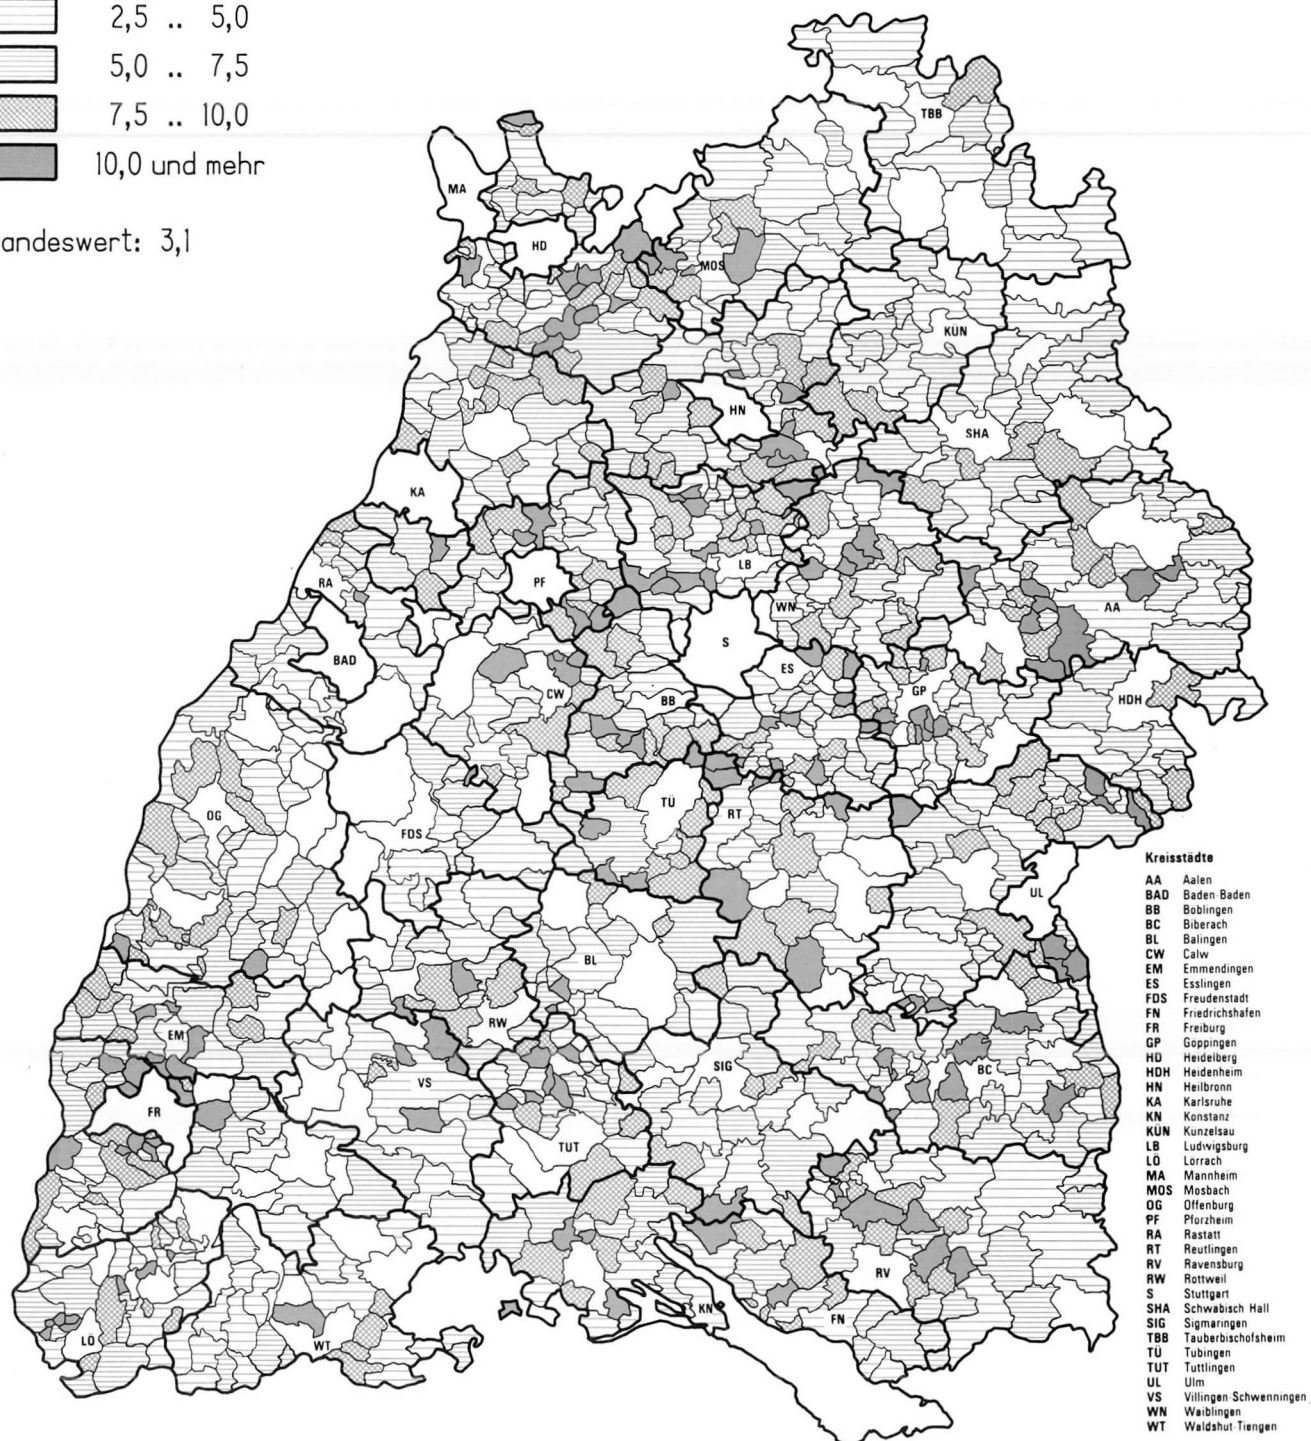 2,5 .. 5,0
5,0 .. 7,5
7,5 .. 10,0
10,0 und mehr
andeswert: 3,1
TBB
MA
HD
MOS
KÜN
HN
SHA
KA
PF
LB
RA
WN
AA
S
BAD
ES
CW
BB
GP
HDH
OG
TÜ
RT
FDS
UL
BL
RW
EM
SIG
BC
VS
FR
TUT
RV
KN
FN
LÖ
WT
Kreisstädte
AA Aalen
BAD Baden-Baden
BB Böblingen
BC Biberach
BL Balingen
CW Calw
EM Emmendingen
ES Esslingen
FDS Freudenstadt
FN Friedrichshafen
FR Freiburg
GP Göppingen
HD Heidelberg
HDH Heidenheim
HN Heilbronn
KA Karlsruhe
KN Konstanz
KÜN Künzelsau
LB Ludwigsburg
LÖ Lörrach
MA Mannheim
MOS Mosbach
OG Offenburg
PF Pforzheim
RA Rastatt
RT Reutlingen
RV Ravensburg
RW Rottweil
S Stuttgart
SHA Schwäbisch Hall
SIG Sigmaringen
TBB Tauberbischofsheim
TÜ Tübingen
TUT Tuttlingen
UL Ulm
VS Villingen-Schwenningen
WN Waiblingen
WT Waldshut-Tiengen